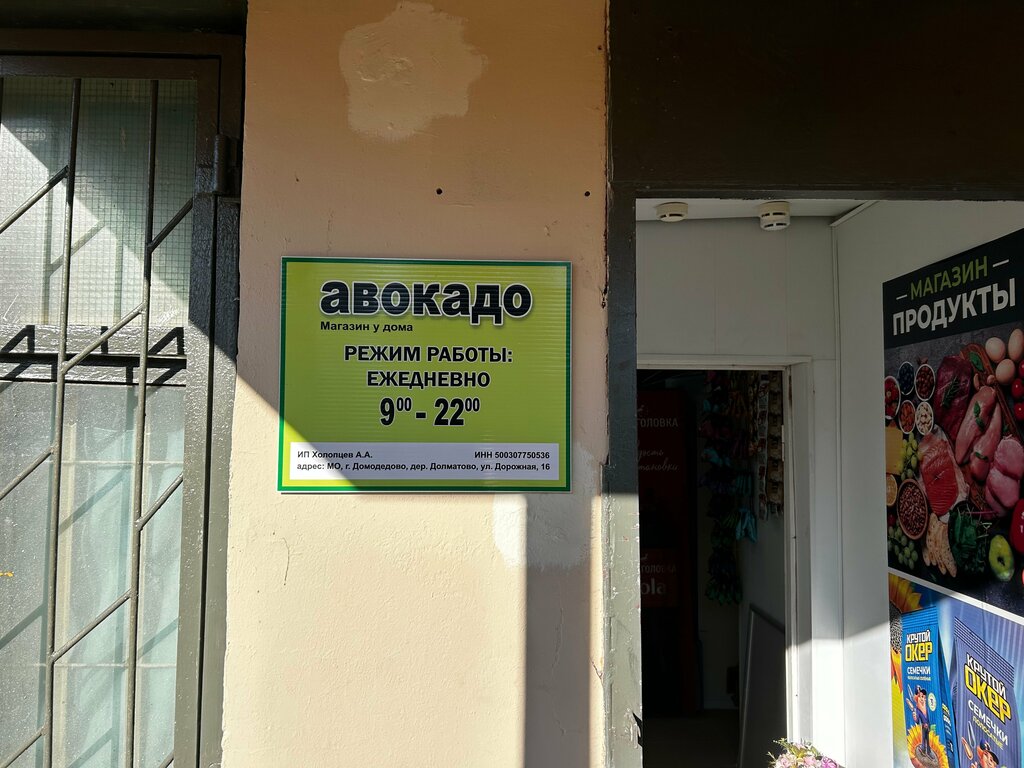 авокадо
Магазин у дома
РЕЖИМ РАБОТЫ:
ЕЖЕДНЕВНО
9⁰⁰ - 22⁰⁰
ИП Холопцев А.А. ИНН 500307750536
адрес: МО, г. Домодедово, дер. Долматово, ул. Дорожная, 16
— МАГАЗИН —
ПРОДУКТЫ
КРУТОЙ
ОКЕР
СЕМЕЧКИ
КРУТОЙ
ОКЕР
СЕМЕЧКИ